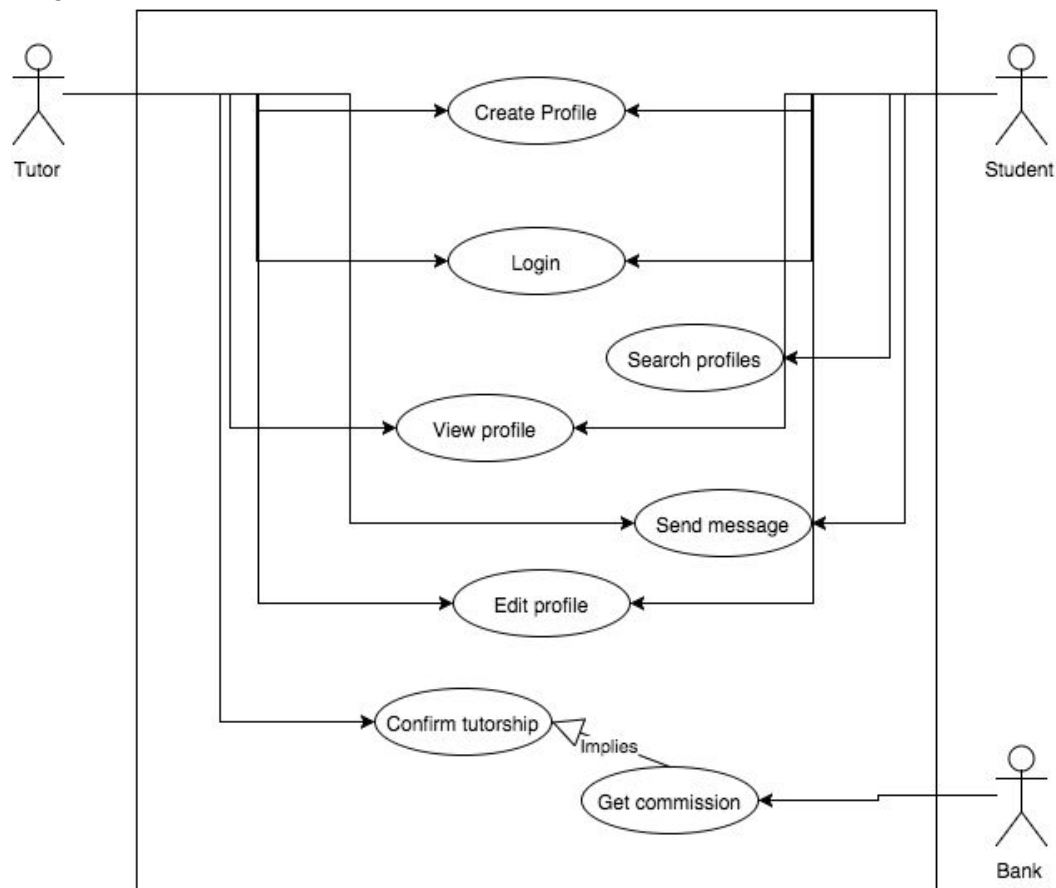 Create Profile
Tutor
Student
Login
Search profiles
View profile
Send message
Edit profile
Confirm tutorship
Implies
Get commission
Bank